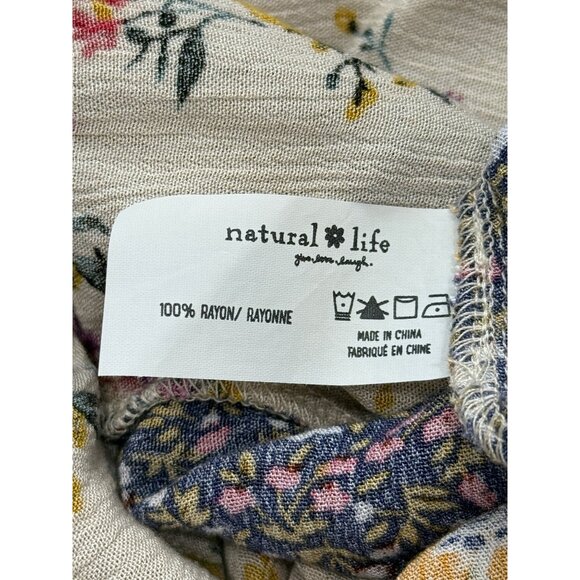 natural life
give.love.laugh.
100% RAYON/ RAYONNE
MADE IN CHINA
FABRIQUÉ EN CHINE